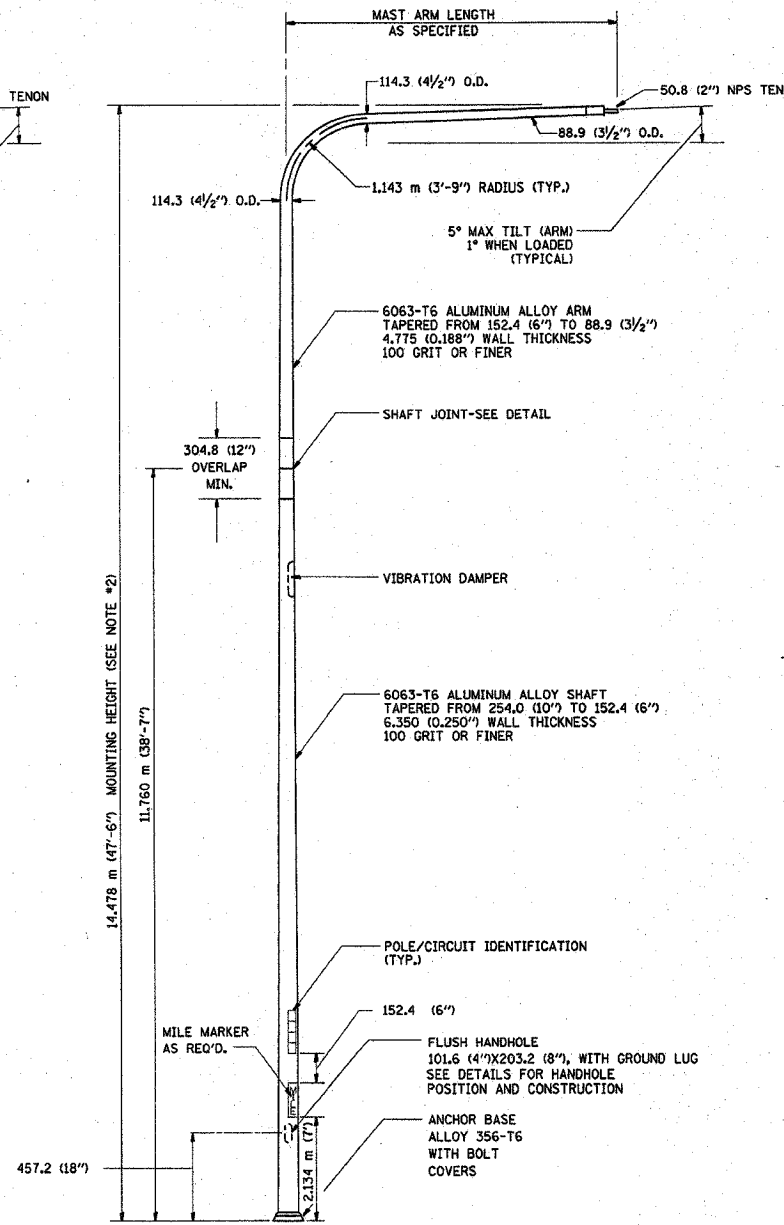 MAST ARM LENGTH
AS SPECIFIED
TENON
114.3 (4½") O.D.
50.8 (2") NPS TEN
88.9 (3½") O.D.
1.143 m (3'-9") RADIUS (TYP.)
114.3 (4½") O.D.
5° MAX TILT (ARM)
1° WHEN LOADED
(TYPICAL)
6063-T6 ALUMINUM ALLOY ARM
TAPERED FROM 152.4 (6") TO 88.9 (3½")
4.775 (0.188") WALL THICKNESS
100 GRIT OR FINER
SHAFT JOINT-SEE DETAIL
304.8 (12")
OVERLAP
MIN.
VIBRATION DAMPER
14.478 m (47'-6") MOUNTING HEIGHT (SEE NOTE #2)
11.760 m (38'-7")
6063-T6 ALUMINUM ALLOY SHAFT
TAPERED FROM 254.0 (10") TO 152.4 (6")
6.350 (0.250") WALL THICKNESS
100 GRIT OR FINER
POLE/CIRCUIT IDENTIFICATION
(TYP.)
152.4 (6")
MILE MARKER
AS REQ'D.
FLUSH HANDHOLE
101.6 (4")X203.2 (8"), WITH GROUND LUG
SEE DETAILS FOR HANDHOLE
POSITION AND CONSTRUCTION
ANCHOR BASE
ALLOY 356-T6
WITH BOLT
COVERS
2.134 m (7')
457.2 (18")